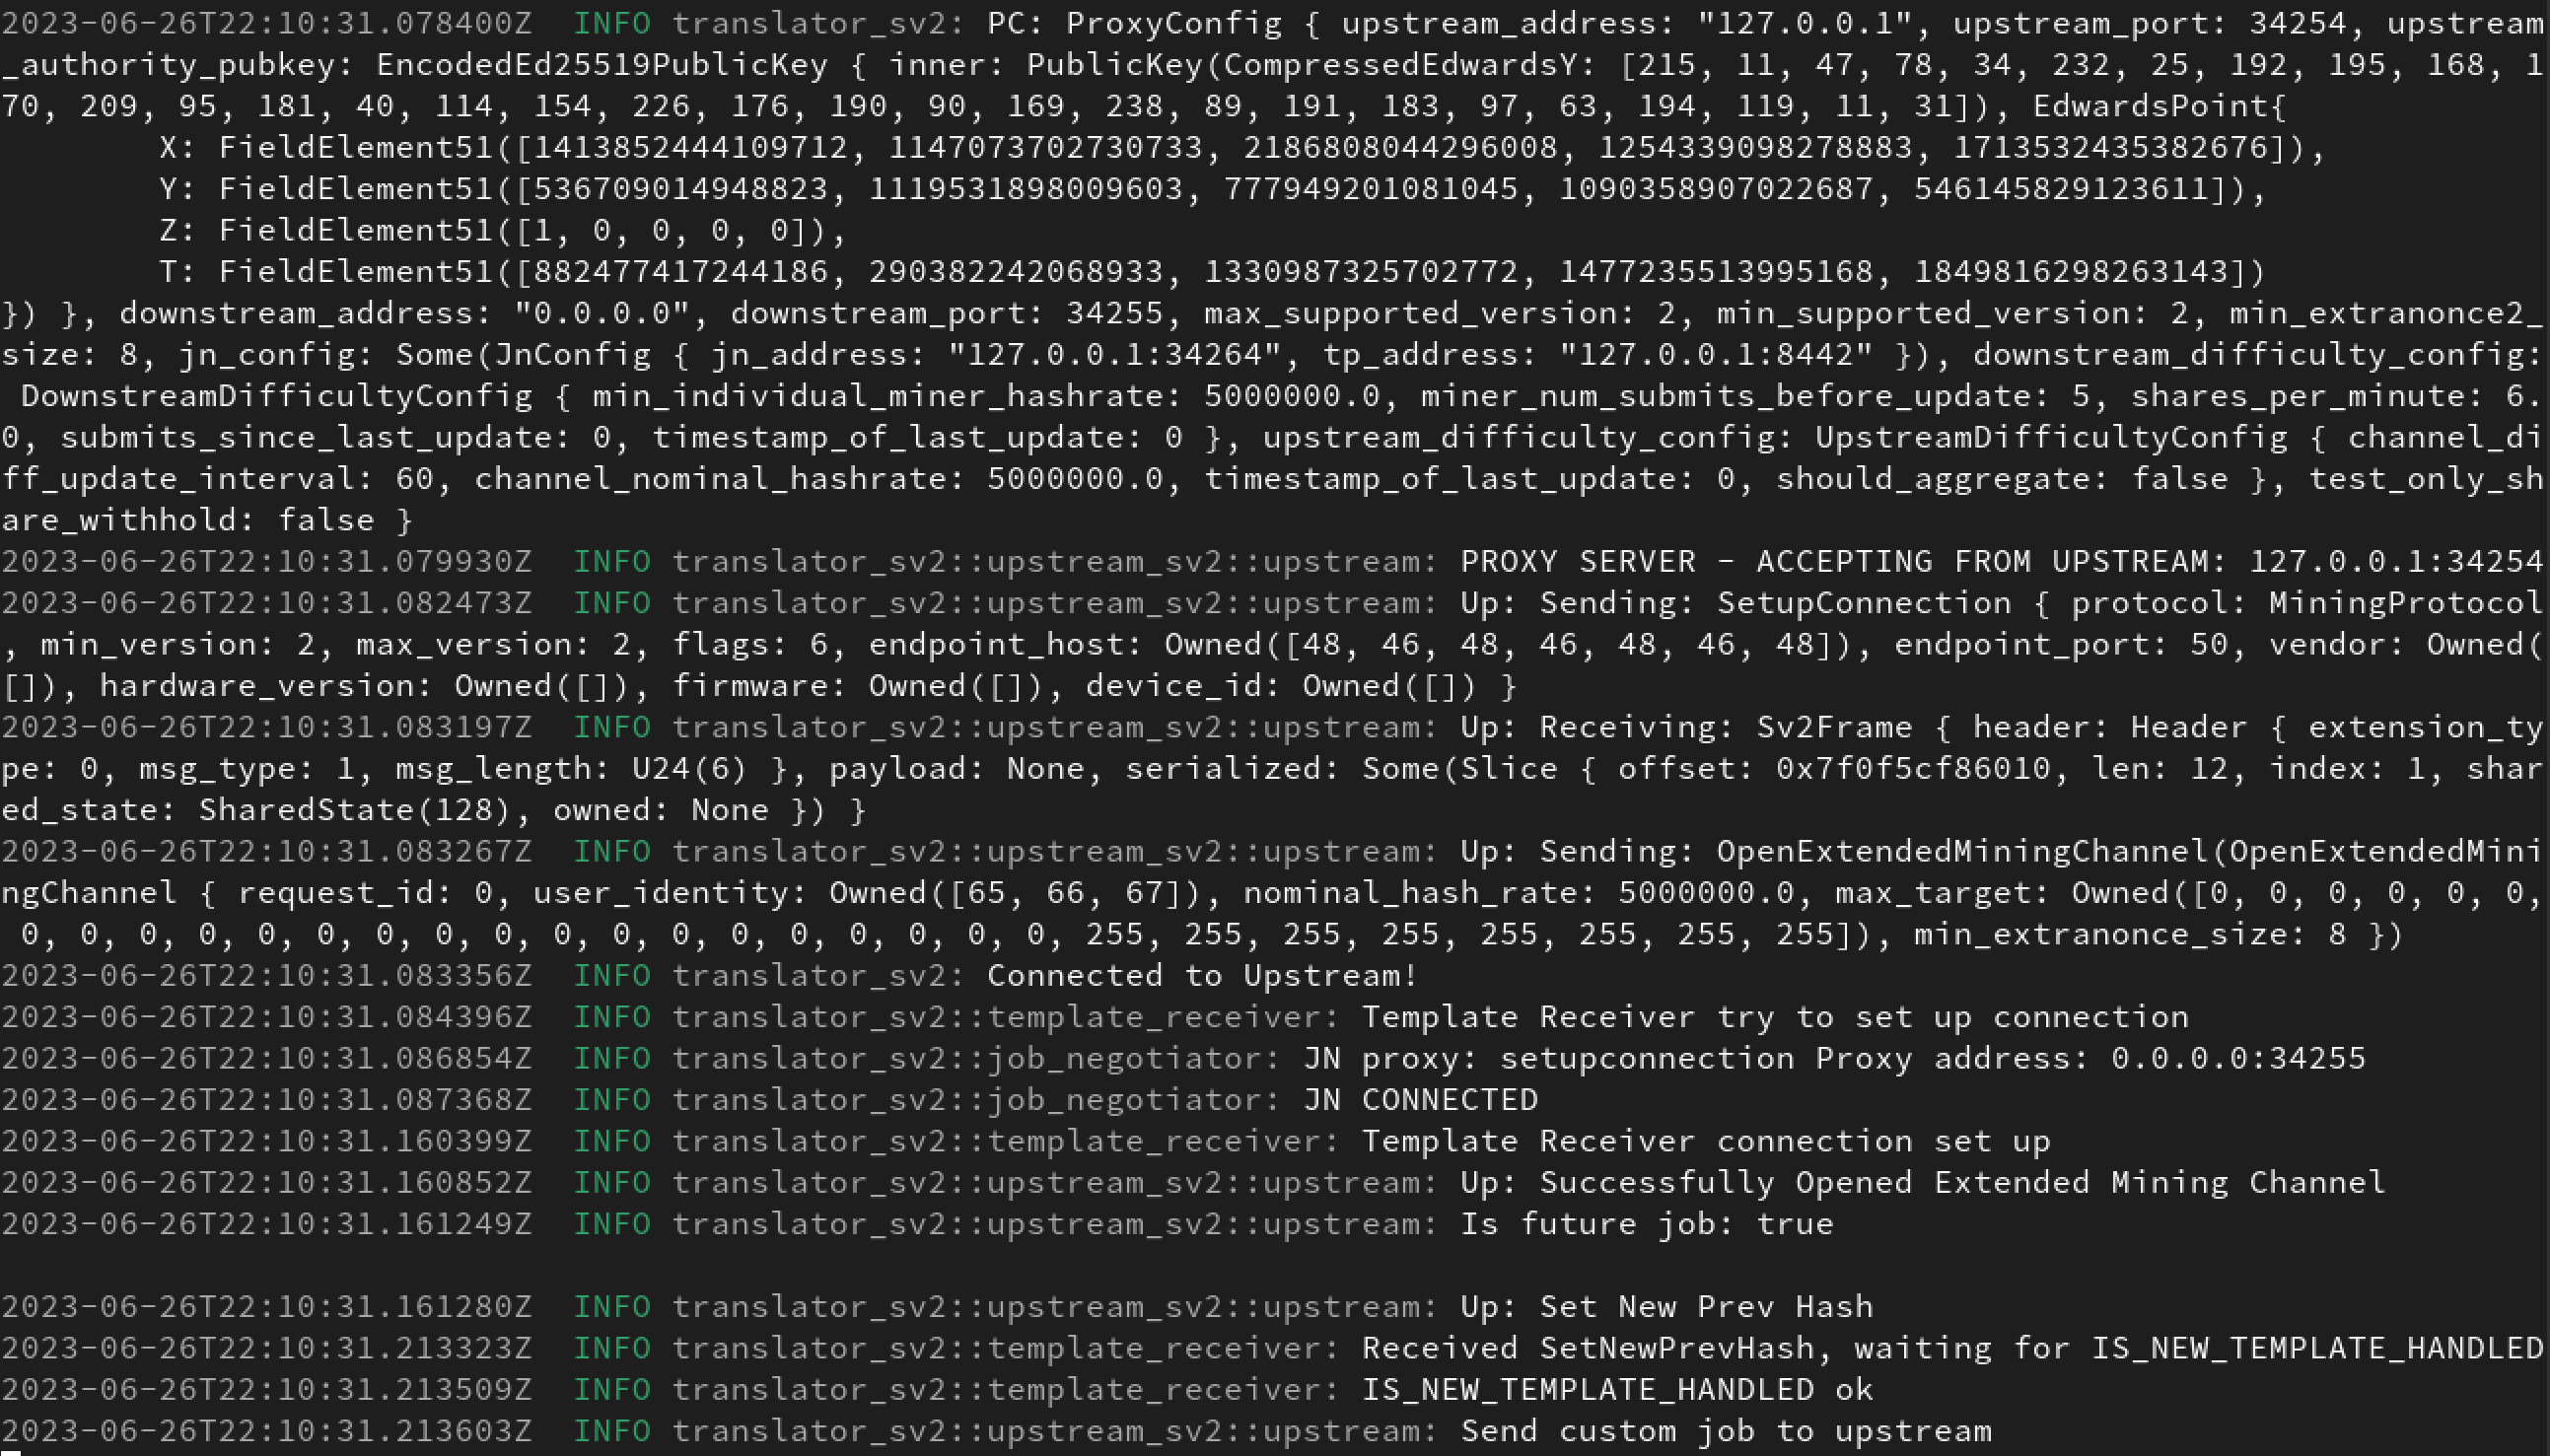 2023-06-26T22:10:31.078400Z  INFO translator_sv2: PC: ProxyConfig { upstream_address: "127.0.0.1", upstream_port: 34254, upstream
_authority_pubkey: EncodedEd25519PublicKey { inner: PublicKey(CompressedEdwardsY: [215, 11, 47, 78, 34, 232, 25, 192, 195, 168, 1
70, 209, 95, 181, 40, 114, 154, 226, 176, 190, 90, 169, 238, 89, 191, 183, 97, 63, 194, 119, 11, 31]), EdwardsPoint{
        X: FieldElement51([1413852444109712, 1147073702730733, 2186808044296008, 1254339098278883, 1713532435382676]),
        Y: FieldElement51([536709014948823, 1119531898009603, 777949201081045, 1090358907022687, 546145829123611]),
        Z: FieldElement51([1, 0, 0, 0, 0]),
        T: FieldElement51([882477417244186, 290382242068933, 1330987325702772, 1477235513995168, 1849816298263143])
}) }, downstream_address: "0.0.0.0", downstream_port: 34255, max_supported_version: 2, min_supported_version: 2, min_extranonce2_
size: 8, jn_config: Some(JnConfig { jn_address: "127.0.0.1:34264", tp_address: "127.0.0.1:8442" }), downstream_difficulty_config:
 DownstreamDifficultyConfig { min_individual_miner_hashrate: 5000000.0, miner_num_submits_before_update: 5, shares_per_minute: 6.
0, submits_since_last_update: 0, timestamp_of_last_update: 0 }, upstream_difficulty_config: UpstreamDifficultyConfig { channel_di
ff_update_interval: 60, channel_nominal_hashrate: 5000000.0, timestamp_of_last_update: 0, should_aggregate: false }, test_only_sh
are_withhold: false }
2023-06-26T22:10:31.079930Z  INFO translator_sv2::upstream_sv2::upstream: PROXY SERVER - ACCEPTING FROM UPSTREAM: 127.0.0.1:34254
2023-06-26T22:10:31.082473Z  INFO translator_sv2::upstream_sv2::upstream: Up: Sending: SetupConnection { protocol: MiningProtocol
, min_version: 2, max_version: 2, flags: 6, endpoint_host: Owned([48, 46, 48, 46, 48, 46, 48]), endpoint_port: 50, vendor: Owned(
[]), hardware_version: Owned([]), firmware: Owned([]), device_id: Owned([]) }
2023-06-26T22:10:31.083197Z  INFO translator_sv2::upstream_sv2::upstream: Up: Receiving: Sv2Frame { header: Header { extension_ty
pe: 0, msg_type: 1, msg_length: U24(6) }, payload: None, serialized: Some(Slice { offset: 0x7f0f5cf86010, len: 12, index: 1, shar
ed_state: SharedState(128), owned: None }) }
2023-06-26T22:10:31.083267Z  INFO translator_sv2::upstream_sv2::upstream: Up: Sending: OpenExtendedMiningChannel(OpenExtendedMini
ngChannel { request_id: 0, user_identity: Owned([65, 66, 67]), nominal_hash_rate: 5000000.0, max_target: Owned([0, 0, 0, 0, 0, 0,
 0, 0, 0, 0, 0, 0, 0, 0, 0, 0, 0, 0, 0, 0, 0, 0, 0, 0, 255, 255, 255, 255, 255, 255, 255, 255]), min_extranonce_size: 8 })
2023-06-26T22:10:31.083356Z  INFO translator_sv2: Connected to Upstream!
2023-06-26T22:10:31.084396Z  INFO translator_sv2::template_receiver: Template Receiver try to set up connection
2023-06-26T22:10:31.086854Z  INFO translator_sv2::job_negotiator: JN proxy: setupconnection Proxy address: 0.0.0.0:34255
2023-06-26T22:10:31.087368Z  INFO translator_sv2::job_negotiator: JN CONNECTED
2023-06-26T22:10:31.160399Z  INFO translator_sv2::template_receiver: Template Receiver connection set up
2023-06-26T22:10:31.160852Z  INFO translator_sv2::upstream_sv2::upstream: Up: Successfully Opened Extended Mining Channel
2023-06-26T22:10:31.161249Z  INFO translator_sv2::upstream_sv2::upstream: Is future job: true

2023-06-26T22:10:31.161280Z  INFO translator_sv2::upstream_sv2::upstream: Up: Set New Prev Hash
2023-06-26T22:10:31.213323Z  INFO translator_sv2::template_receiver: Received SetNewPrevHash, waiting for IS_NEW_TEMPLATE_HANDLED
2023-06-26T22:10:31.213509Z  INFO translator_sv2::template_receiver: IS_NEW_TEMPLATE_HANDLED ok
2023-06-26T22:10:31.213603Z  INFO translator_sv2::upstream_sv2::upstream: Send custom job to upstream